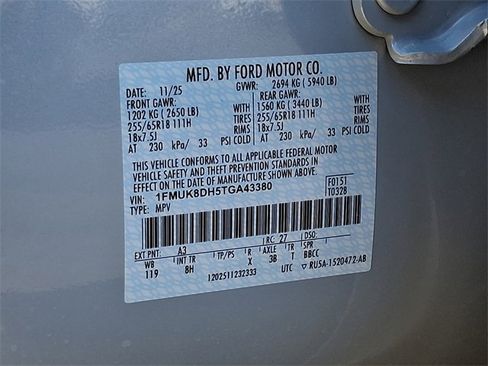 MFD. BY FORD MOTOR CO.
DATE: 11/25 GVWR: 2694 KG ( 5940 LB)
FRONT GAWR: REAR GAWR:
1202 KG ( 2650 LB) WITH 1560 KG ( 3440 LB) WITH
255/65R18 111H TIRES 255/65R18 111H TIRES
18x7.5J RIMS 18x7.5J RIMS
AT 230 kPa/ 33 PSI COLD AT 230 kPa/ 33 PSI COLD
THIS VEHICLE CONFORMS TO ALL APPLICABLE FEDERAL MOTOR
VEHICLE SAFETY AND THEFT PREVENTION STANDARDS IN EFFECT ON THE
DATE OF MANUFACTURE SHOWN ABOVE.
VIN: 1FMUK8DH5TGA43380 F0151
TYPE: MPV T0328
EXT PNT: A3 RC: 27 DSO:
WB INT TR TP/PS R AXLE TR SPR
119 8H X 3B T BBCC
1202511232333 UTC RU5A-1520472-AB